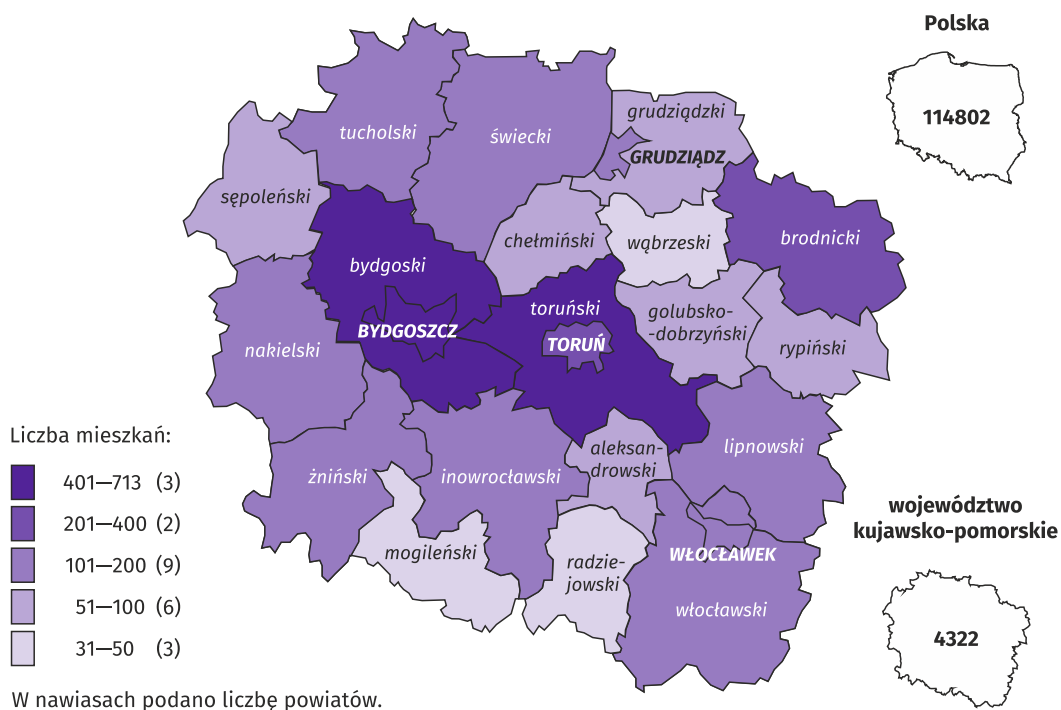 Polska
114802
tucholski
świecki
grudziądzki
GRUDZIĄDZ
sępoleński
chełmiński
wąbrzeski
brodnicki
bydgoski
BYDGOSZCZ
toruński
TORUŃ
golubsko-
-dobrzyński
rypiński
nakielski
żniński
inowrocławski
aleksan-
drowski
lipnowski
mogileński
radzie-
jowski
WŁOCŁAWEK
włocławski
Liczba mieszkań:
401—713 (3)
201—400 (2)
101—200 (9)
51—100 (6)
31—50 (3)
W nawiasach podano liczbę powiatów.
województwo
kujawsko-pomorskie
4322